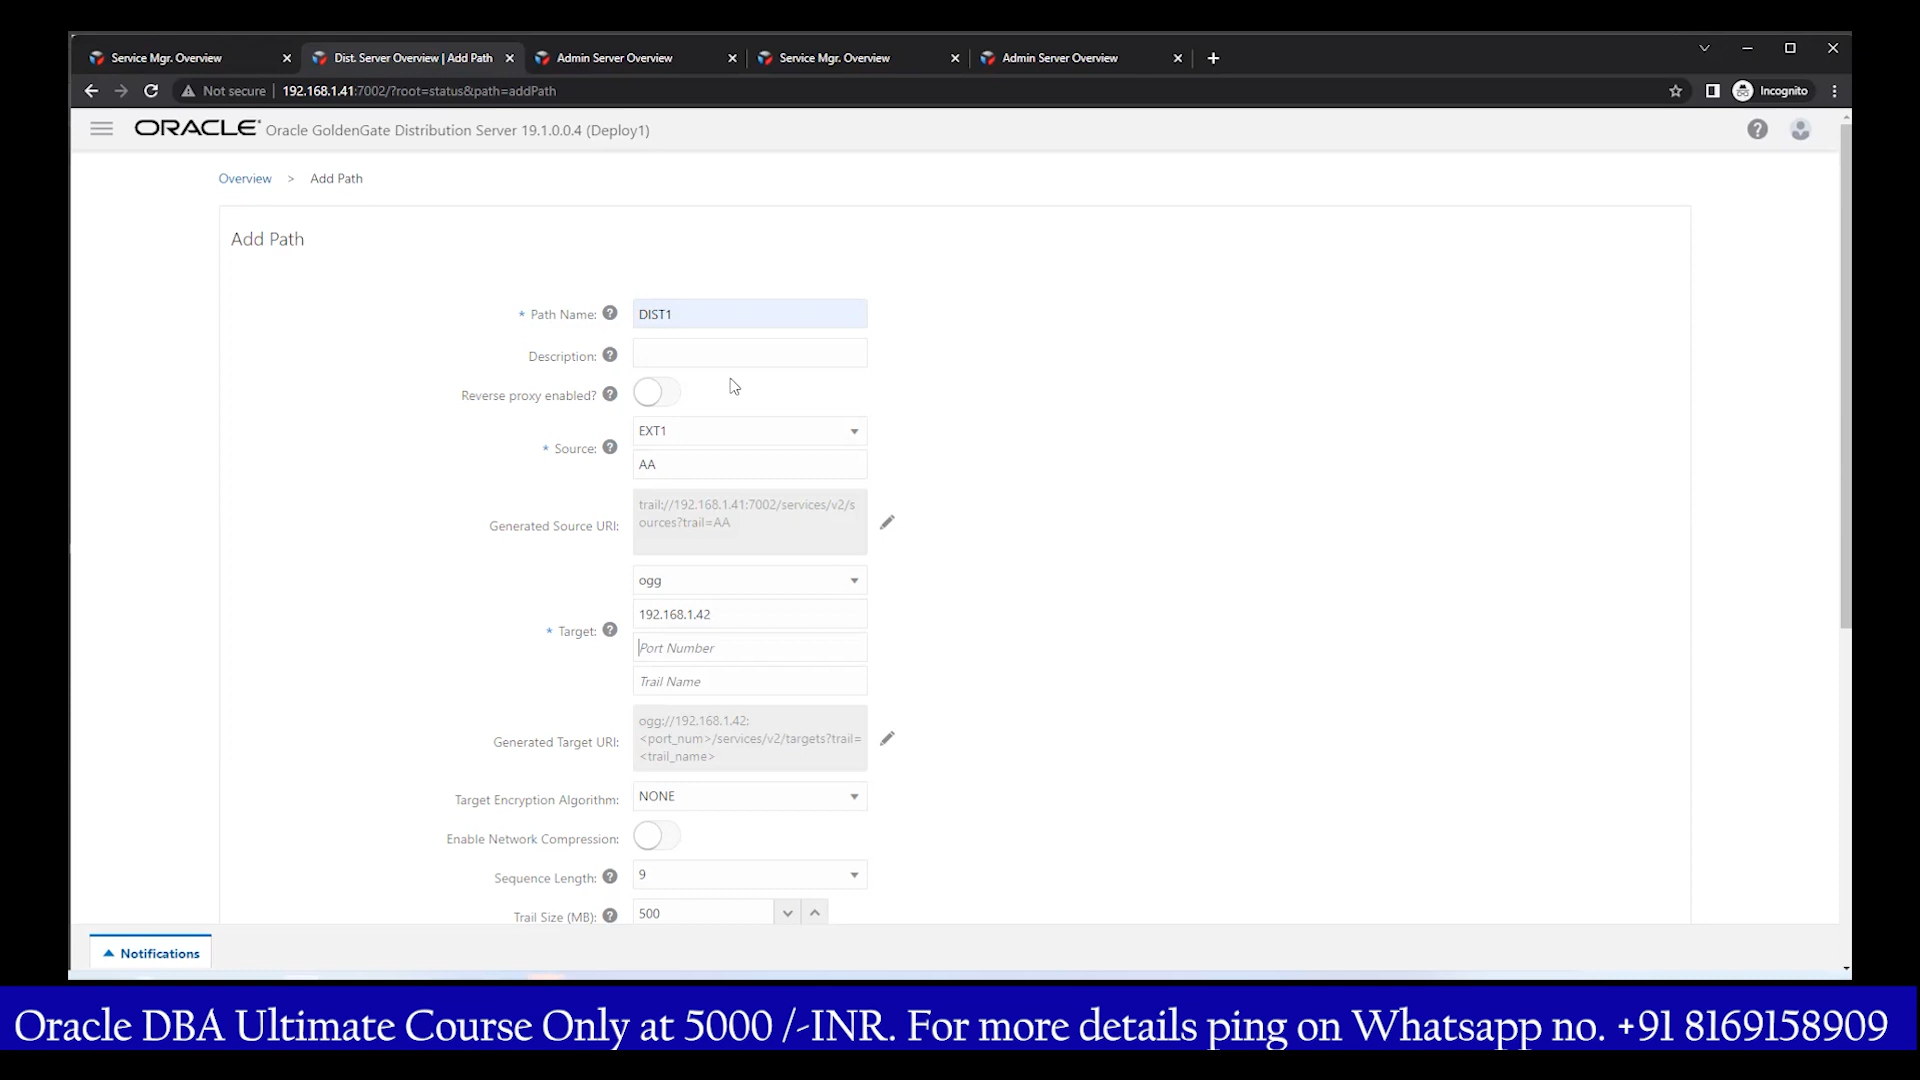 Service Mgr. Overview
Dist. Server Overview | Add Path
Admin Server Overview
Service Mgr. Overview
Admin Server Overview
Not secure
192.168.1.41:7002/?root=status&path=addPath
Incognito
ORACLE Oracle GoldenGate Distribution Server 19.1.0.0.4 (Deploy1)
Overview > Add Path
Add Path
* Path Name: DIST1
Description:
Reverse proxy enabled?
EXT1
* Source:
AA
Generated Source URI:
trail://192.168.1.41:7002/services/v2/s
ources?trail=AA
ogg
192.168.1.42
* Target:
Port Number
Trail Name
Generated Target URI:
ogg://192.168.1.42:
<port_num>/services/v2/targets?trail=
<trail_name>
Target Encryption Algorithm: NONE
Enable Network Compression:
Sequence Length: 9
Trail Size (MB): 500
Notifications
Oracle DBA Ultimate Course Only at 5000 /-INR. For more details ping on Whatsapp no. +91 8169158909